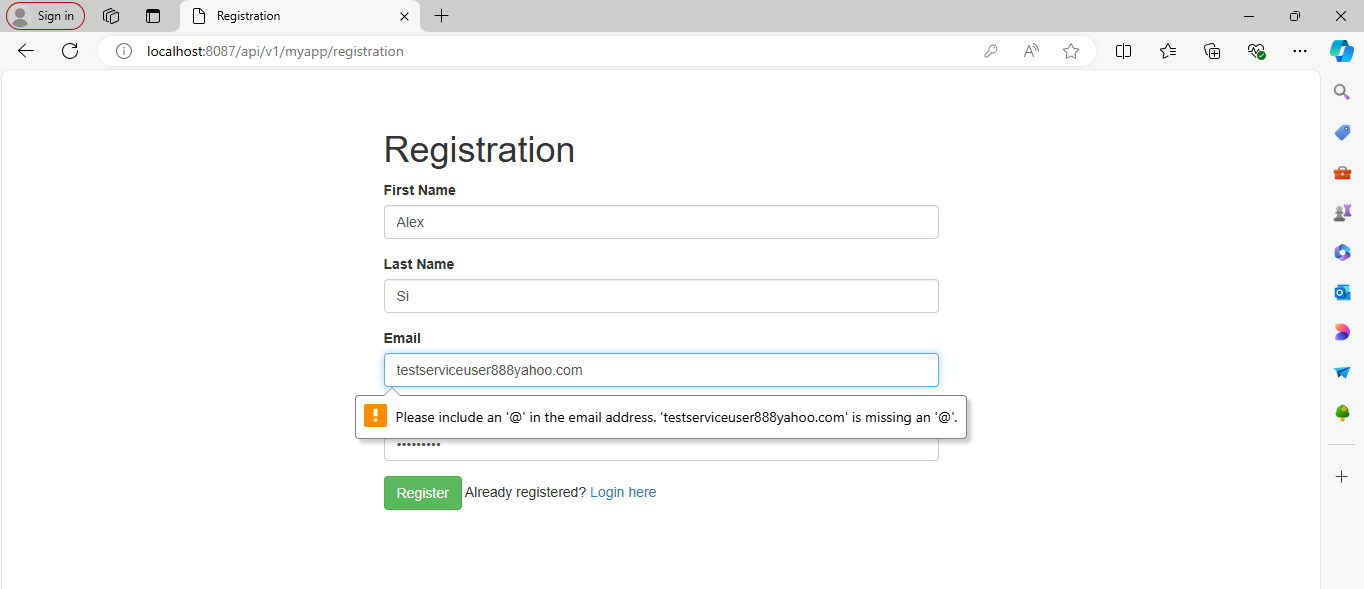 Sign in
Registration
localhost:8087/api/v1/myapp/registration
Registration
First Name
Alex
Last Name
Si
Email
testserviceuser888yahoo.com
Please include an '@' in the email address. 'testserviceuser888yahoo.com' is missing an '@'.
•••••••••
Register Already registered? Login here